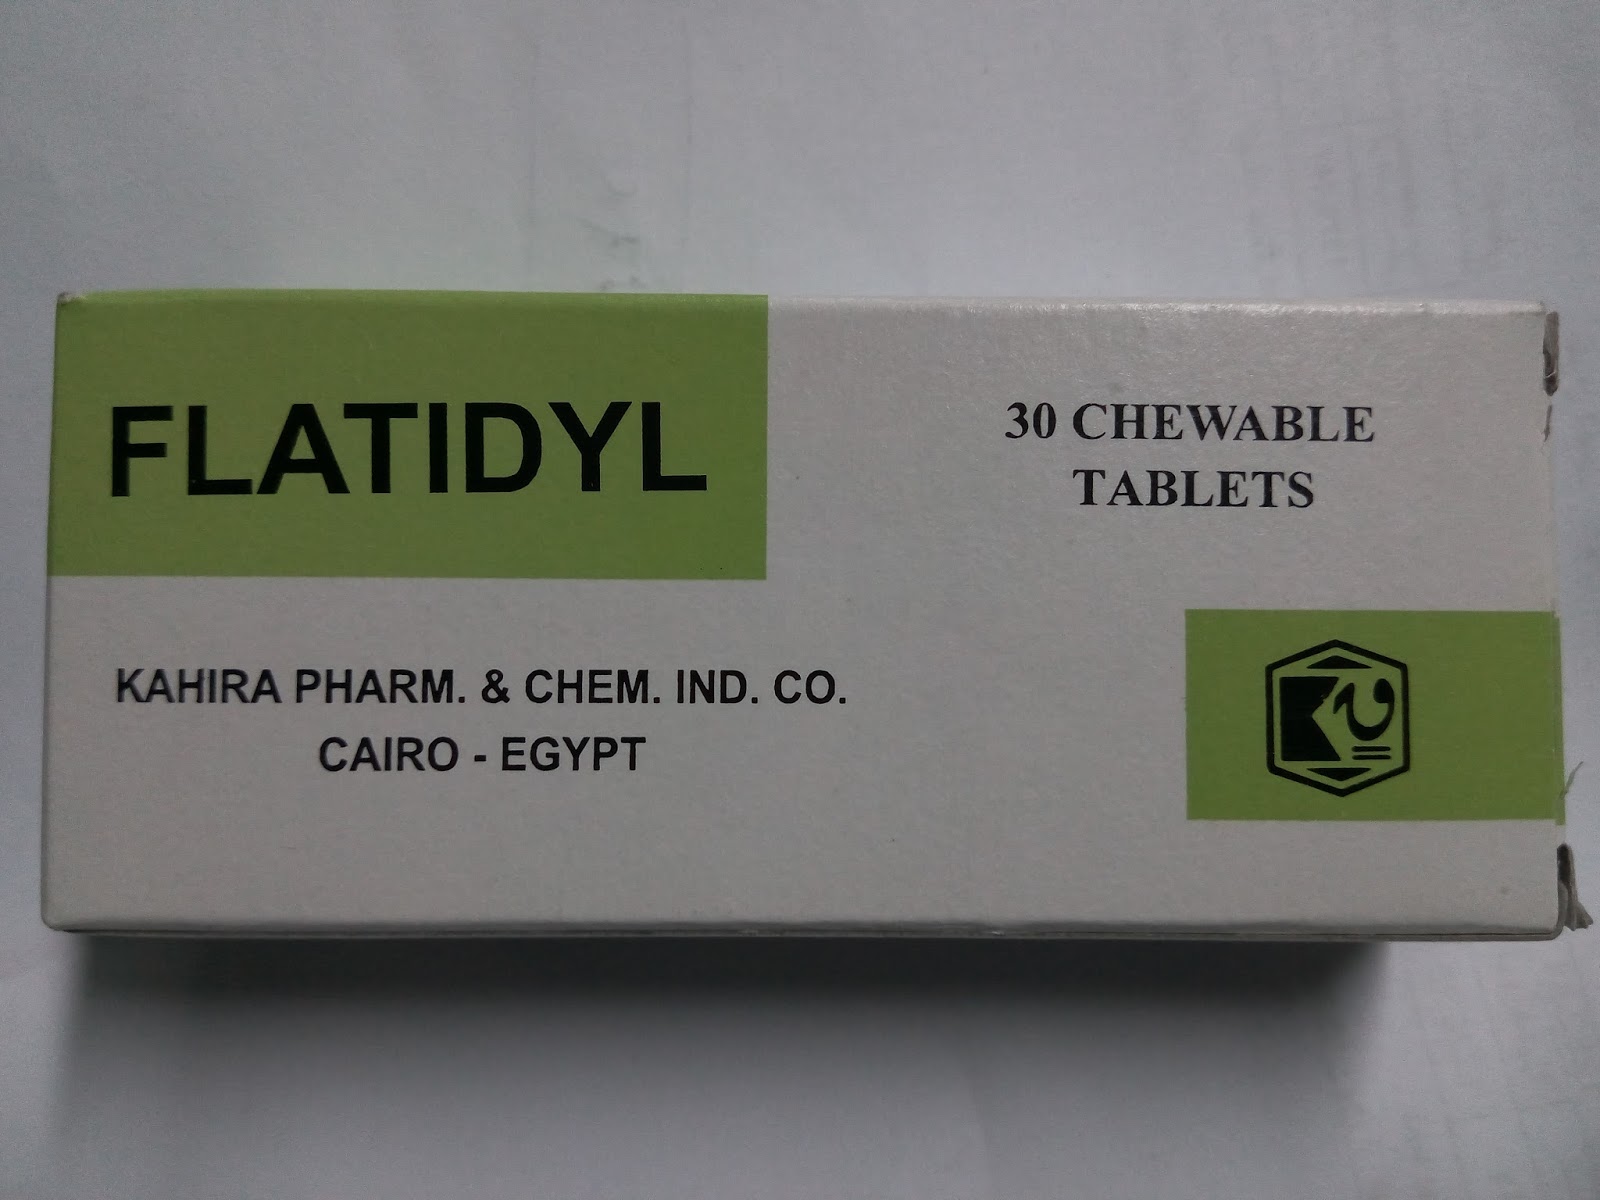 FLATIDYL
30 CHEWABLE
TABLETS
KAHIRA PHARM. & CHEM. IND. CO.
CAIRO - EGYPT